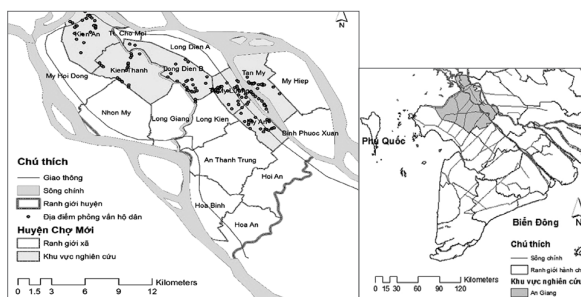 TT. Cho Moi
Kien An
Long Dien A
N
My Hoi Dong
Kien Thanh
Long Dien B
Tan My
My Hiep
Nhon My
Long Giang
Long Kien
My An
Binh Phuoc Xuan
An Thanh Trung
Hoi An
Hoa Binh
Hoa An
Chú thích
Giao thông
Sông chính
Ranh giới huyện
Địa điểm phỏng vấn hộ dân
Huyện Chợ Mới
Ranh giới xã
Khu vực nghiên cứu
Kilometers
0 1.5 3 6 9 12
Phú Quốc
Biển Đông
N
Chú thích
Sông chính
Ranh giới hành ch
Khu vực nghiên cứu
An Giang
Kilometers
0 15 30 60 90 120